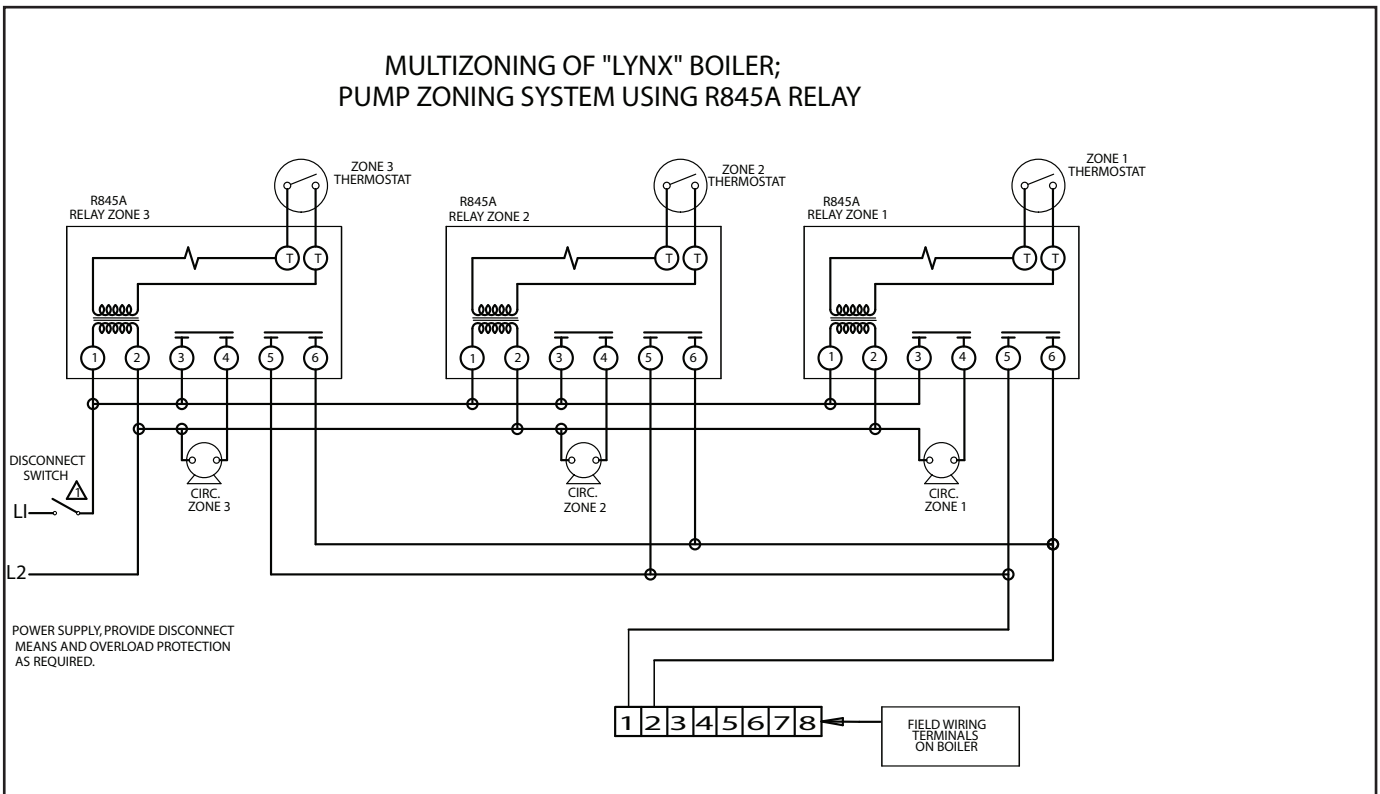 MULTIZONING OF "LYNX" BOILER;
PUMP ZONING SYSTEM USING R845A RELAY
ZONE 3
THERMOSTAT
R845A
RELAY ZONE 3
T T
1 2 3 4 5 6
ZONE 2
THERMOSTAT
R845A
RELAY ZONE 2
T T
1 2 3 4 5 6
ZONE 1
THERMOSTAT
R845A
RELAY ZONE 1
T T
1 2 3 4 5 6
DISCONNECT
SWITCH
1
LI
L2
CIRC.
ZONE 3
CIRC.
ZONE 2
CIRC.
ZONE 1
POWER SUPPLY, PROVIDE DISCONNECT
MEANS AND OVERLOAD PROTECTION
AS REQUIRED.
1 2 3 4 5 6 7 8
FIELD WIRING
TERMINALS
ON BOILER